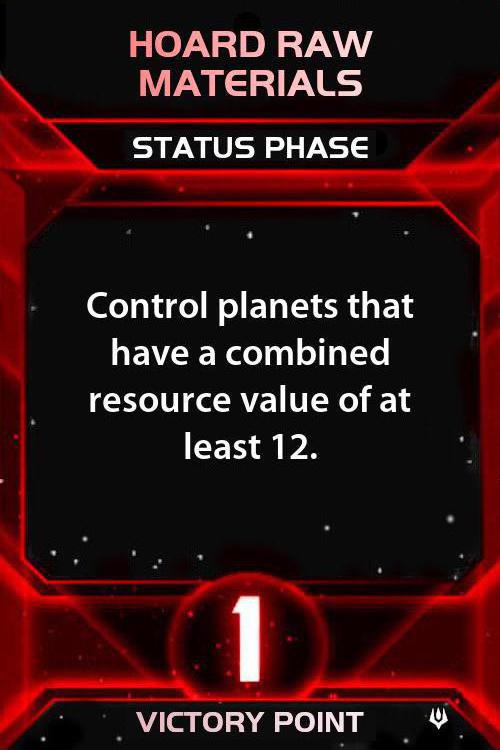 HOARD RAW
MATERIALS
STATUS PHASE
Control planets that
have a combined
resource value of at
least 12.
1
VICTORY POINT